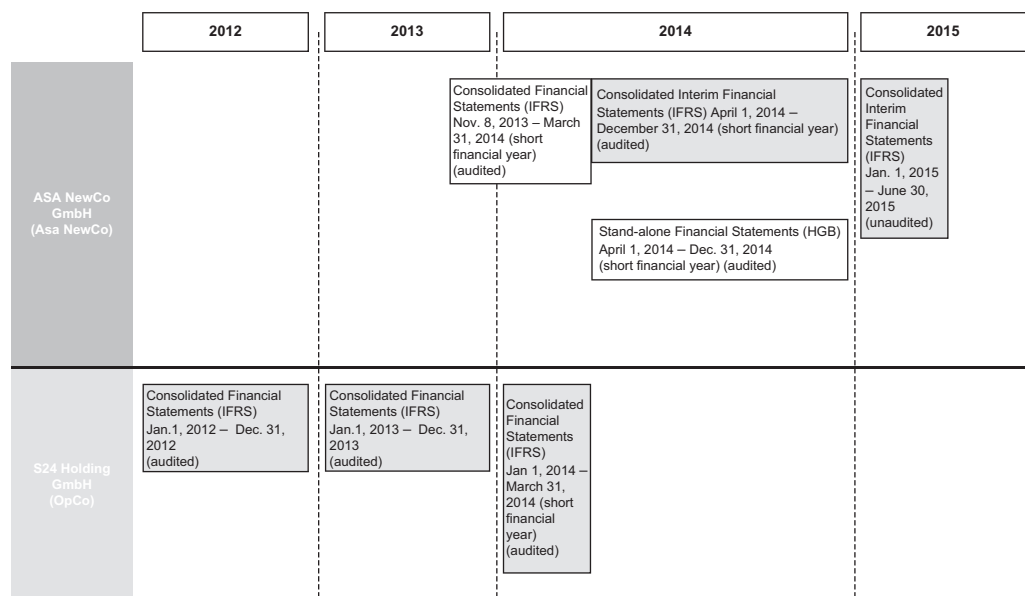 2012
2013
2014
2015
ASA NewCo
GmbH
(Asa NewCo)
Consolidated Financial
Statements (IFRS)
Nov. 8, 2013 – March
31, 2014 (short
financial year)
(audited)
Consolidated Interim Financial
Statements (IFRS) April 1, 2014 –
December 31, 2014 (short financial year)
(audited)
Consolidated
Interim
Financial
Statements
(IFRS)
Jan. 1, 2015
– June 30,
2015
(unaudited)
Stand-alone Financial Statements (HGB)
April 1, 2014 – Dec. 31, 2014
(short financial year) (audited)
S24 Holding
GmbH
(OpCo)
Consolidated Financial
Statements (IFRS)
Jan.1, 2012 – Dec. 31,
2012
(audited)
Consolidated Financial
Statements (IFRS)
Jan.1, 2013 – Dec. 31,
2013
(audited)
Consolidated
Financial
Statements
(IFRS)
Jan 1, 2014 –
March 31,
2014 (short
financial
year)
(audited)